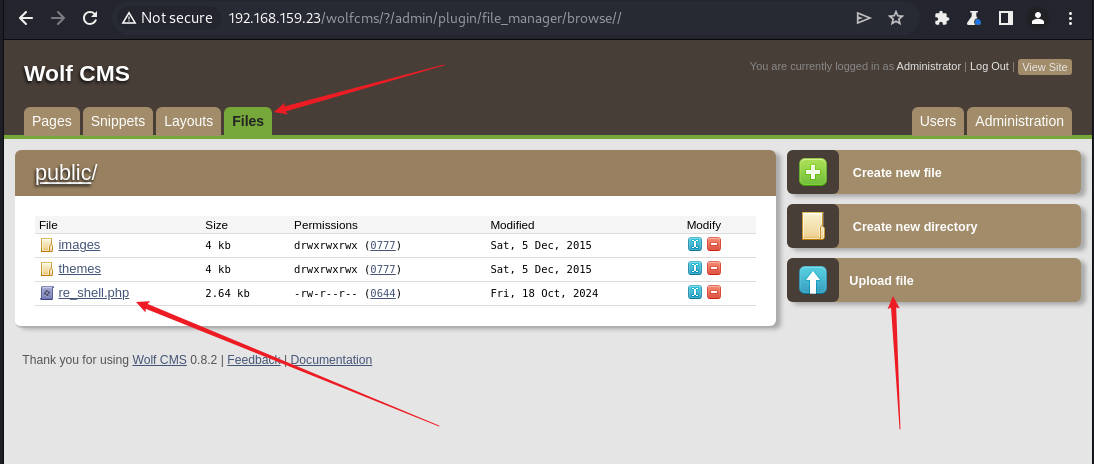 Not secure 192.168.159.23/wolfcms/?/admin/plugin/file_manager/browse//
Wolf CMS
You are currently logged in as Administrator | Log Out | View Site
Pages Snippets Layouts Files Users Administration
public/
File Size Permissions Modified Modify
images 4 kb drwxrwxrwx (0777) Sat, 5 Dec, 2015
themes 4 kb drwxrwxrwx (0777) Sat, 5 Dec, 2015
re_shell.php 2.64 kb -rw-r--r-- (0644) Fri, 18 Oct, 2024
Create new file
Create new directory
Upload file
Thank you for using Wolf CMS 0.8.2 | Feedback | Documentation